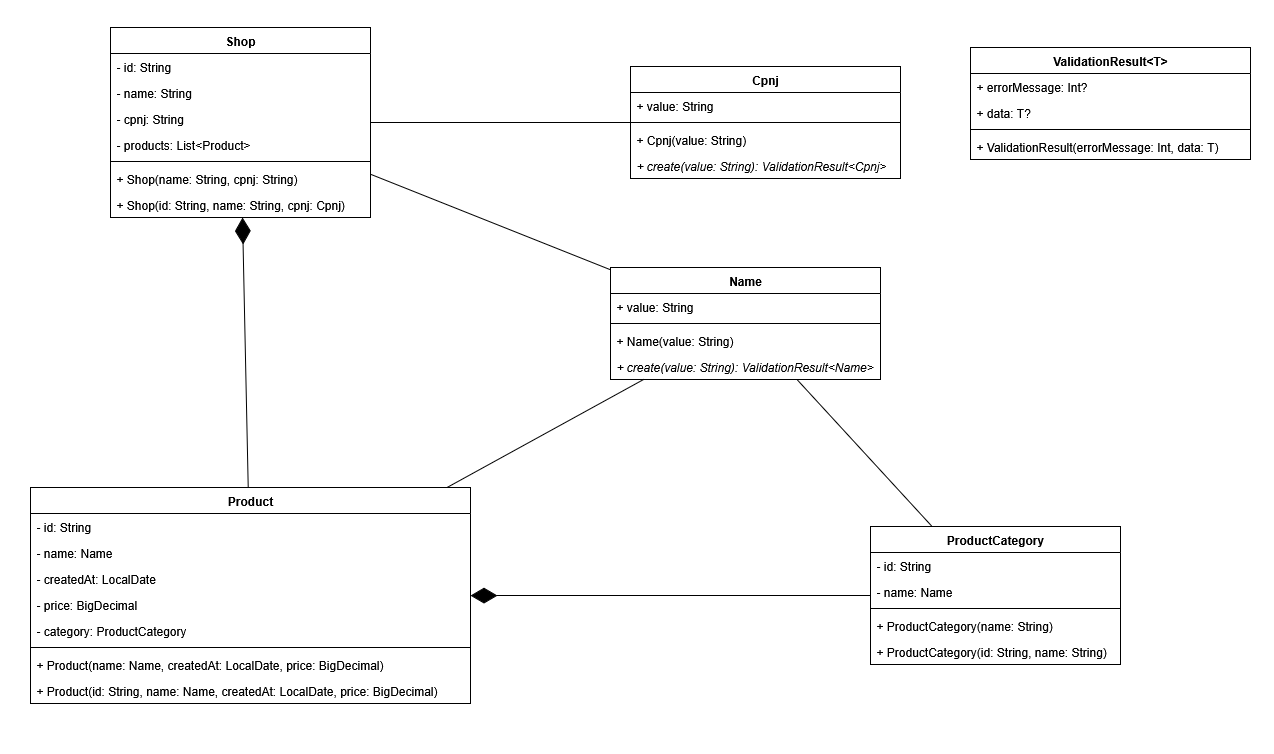 Shop
- id: String
- name: String
- cpnj: String
- products: List<Product>
+ Shop(name: String, cpnj: String)
+ Shop(id: String, name: String, cpnj: Cpnj)
Cpnj
+ value: String
+ Cpnj(value: String)
+ create(value: String): ValidationResult<Cpnj>
ValidationResult<T>
+ errorMessage: Int?
+ data: T?
+ ValidationResult(errorMessage: Int, data: T)
Name
+ value: String
+ Name(value: String)
+ create(value: String): ValidationResult<Name>
Product
- id: String
- name: Name
- createdAt: LocalDate
- price: BigDecimal
- category: ProductCategory
+ Product(name: Name, createdAt: LocalDate, price: BigDecimal)
+ Product(id: String, name: Name, createdAt: LocalDate, price: BigDecimal)
ProductCategory
- id: String
- name: Name
+ ProductCategory(name: String)
+ ProductCategory(id: String, name: String)